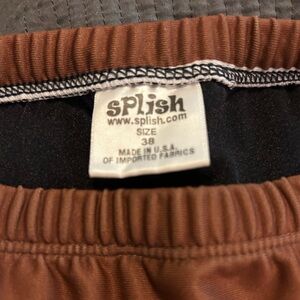 splish
www.splish.com
SIZE
38
MADE IN U.S.A.
OF IMPORTED FABRICS